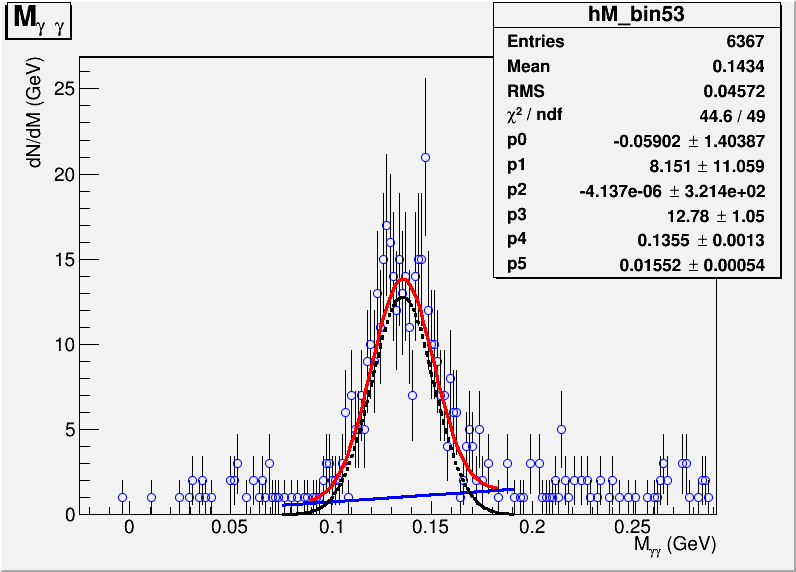 M γ γ
hM_bin53
Entries 6367
Mean 0.1434
RMS 0.04572
χ² / ndf 44.6 / 49
p0 -0.05902 ± 1.40387
p1 8.151 ± 11.059
p2 -4.137e-06 ± 3.214e+02
p3 12.78 ± 1.05
p4 0.1355 ± 0.0013
p5 0.01552 ± 0.00054
dN/dM (GeV)
25
20
15
10
5
0
0 0.05 0.1 0.15 0.2 0.25
M γγ (GeV)